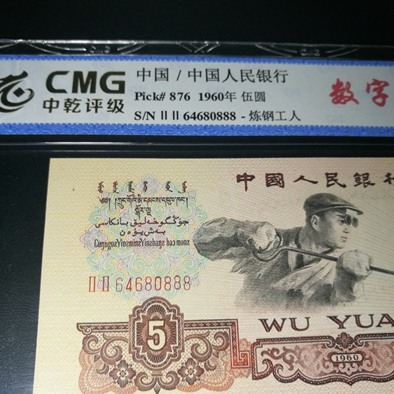 CMG
中乾评级
中国 / 中国人民银行
Pick# 876 1960年 伍圆
S/N II II 64680888 - 炼钢工人
数字
中國人民銀行
II II 64680888
5
WU YUA
1960